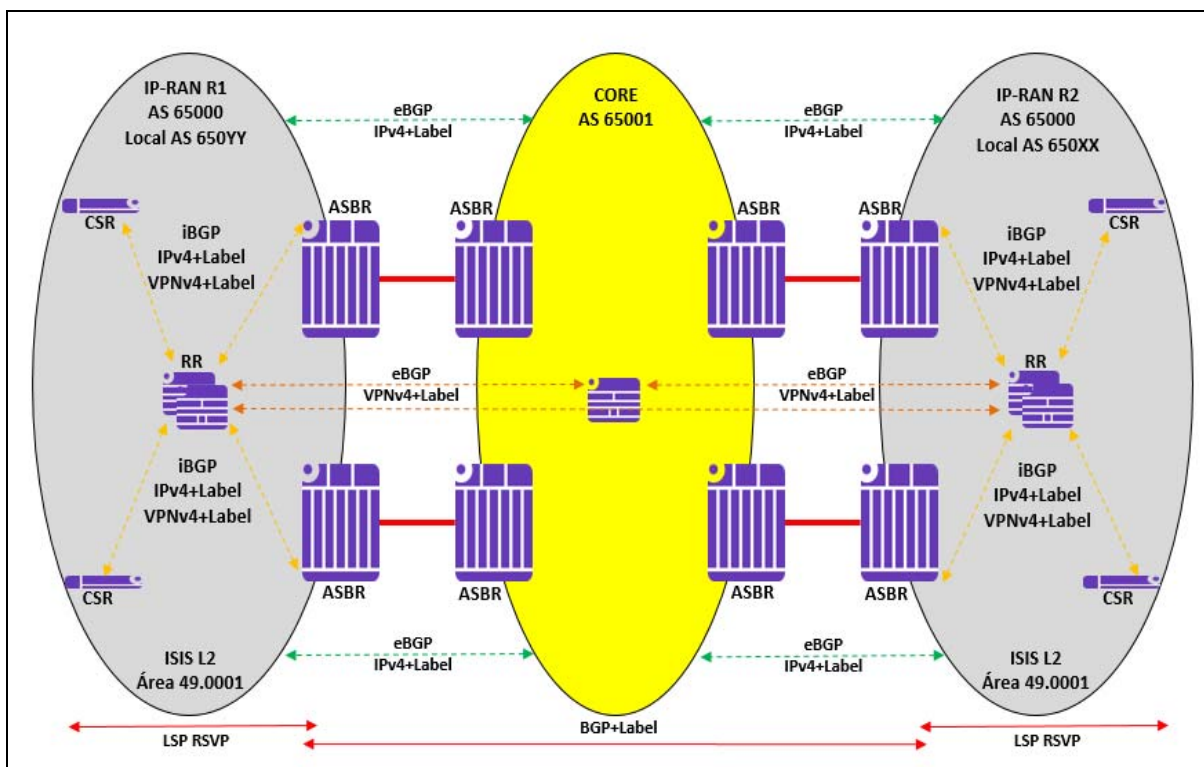 IP-RAN R1
AS 65000
Local AS 650YY
eBGP
IPv4+Label
CORE
AS 65001
eBGP
IPv4+Label
IP-RAN R2
AS 65000
Local AS 650XX
CSR
iBGP
IPv4+Label
VPNv4+Label
ASBR
ASBR
ASBR
ASBR
iBGP
IPv4+Label
VPNv4+Label
CSR
RR
eBGP
VPNv4+Label
eBGP
VPNv4+Label
RR
iBGP
IPv4+Label
VPNv4+Label
CSR
ASBR
ASBR
ASBR
ASBR
iBGP
IPv4+Label
VPNv4+Label
CSR
ISIS L2
Área 49.0001
eBGP
IPv4+Label
eBGP
IPv4+Label
ISIS L2
Área 49.0001
LSP RSVP
BGP+Label
LSP RSVP